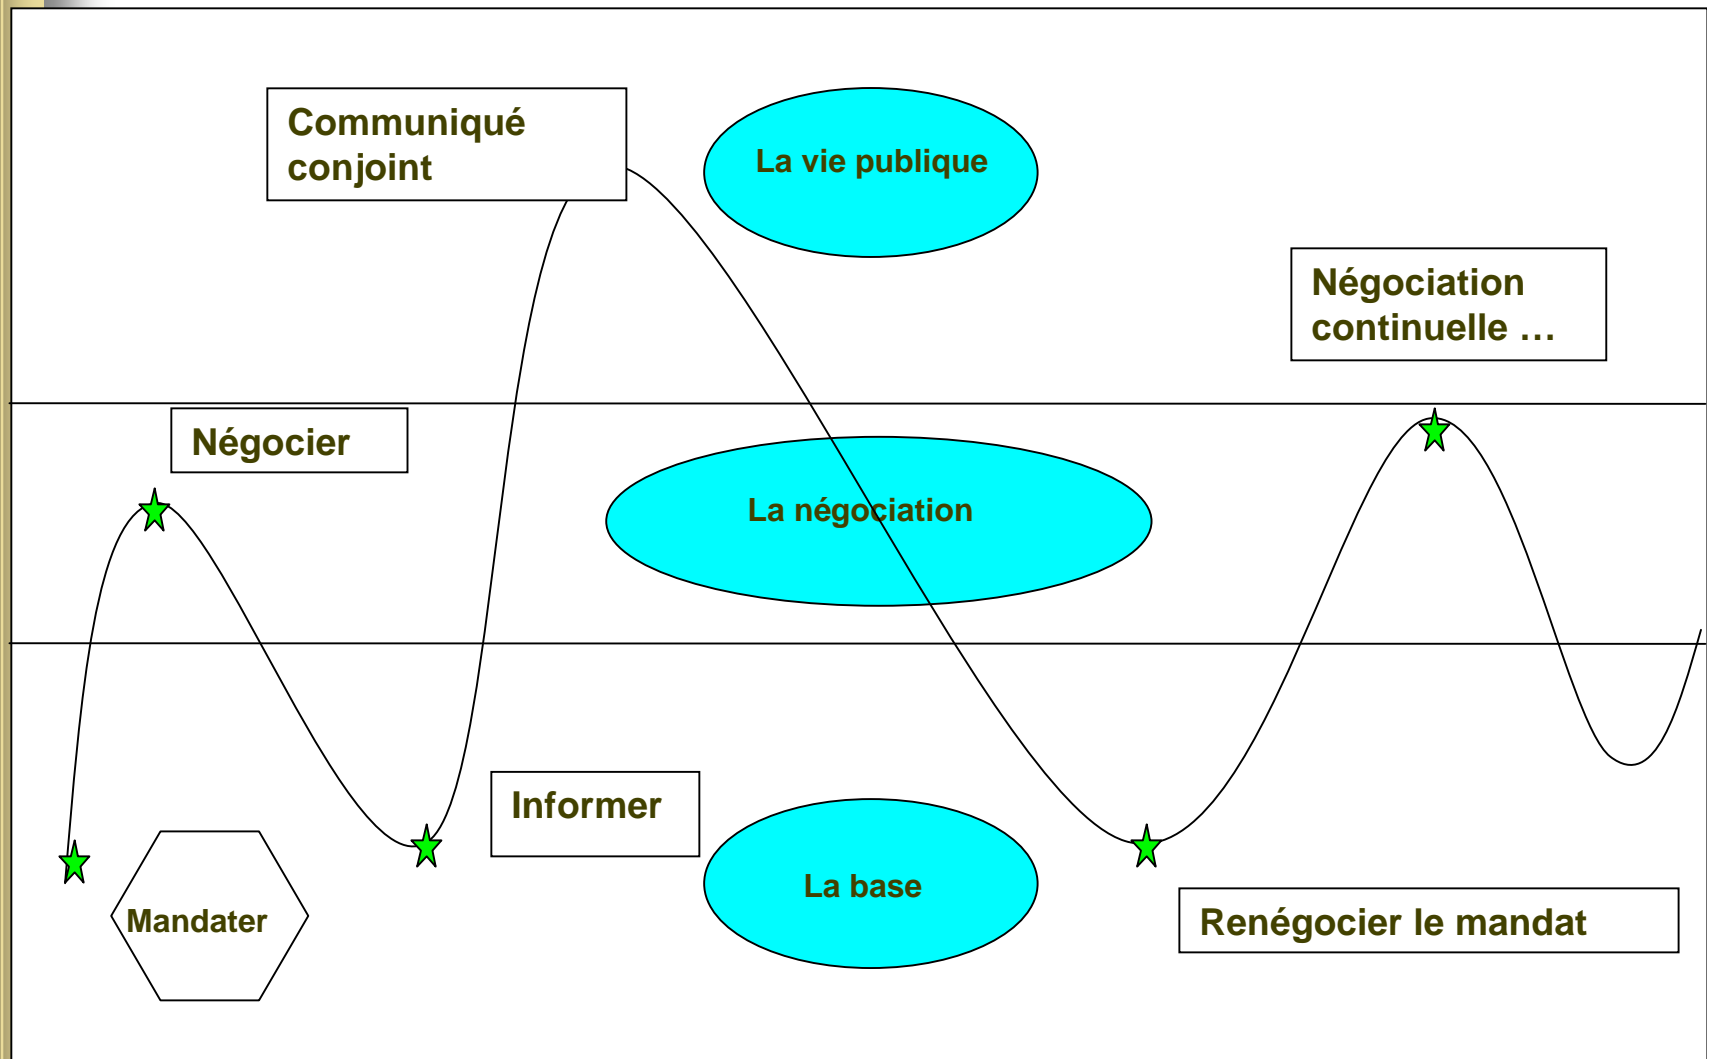 Communiqué
conjoint
La vie publique
Négociation
continuelle …
Négocier
La négociation
Informer
La base
Mandater
Renégocier le mandat